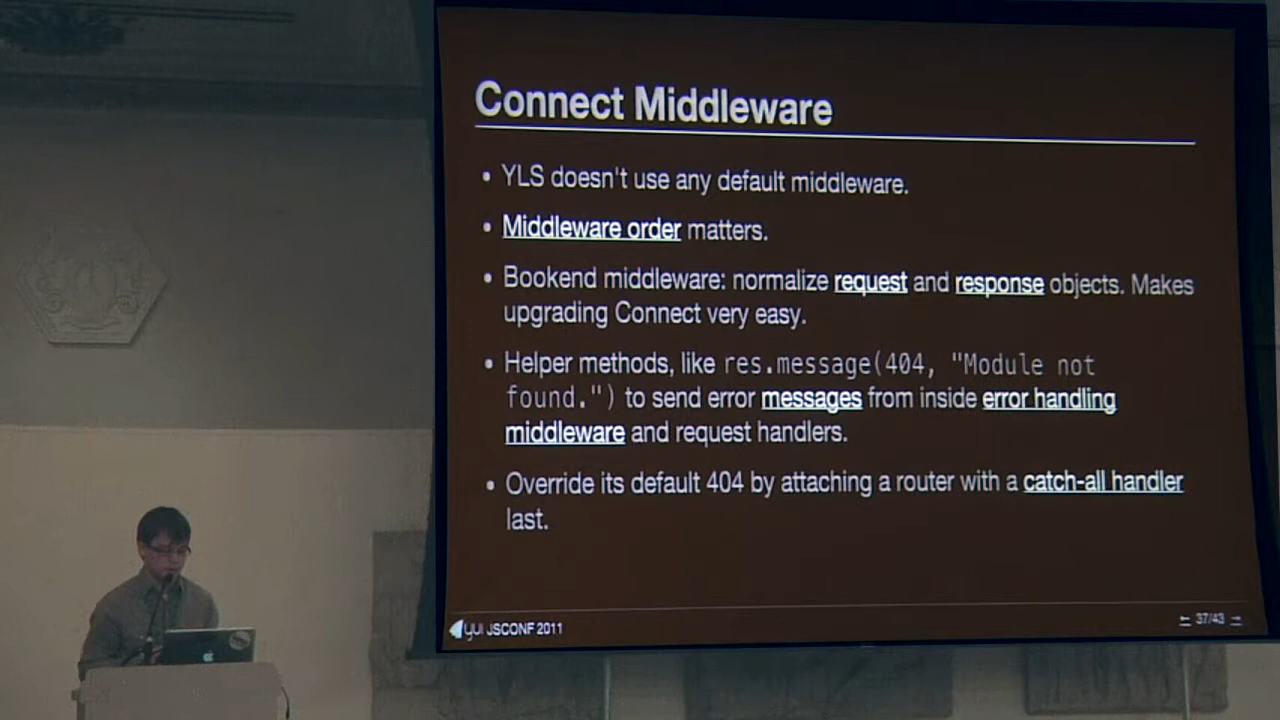 Connect Middleware
• YLS doesn't use any default middleware.
• Middleware order matters.
• Bookend middleware: normalize request and response objects. Makes
upgrading Connect very easy.
• Helper methods, like res.message(404, "Module not
found.") to send error messages from inside error handling
middleware and request handlers.
• Override its default 404 by attaching a router with a catch-all handler
last.
YUI JSCONF 2011
← 37/43 →